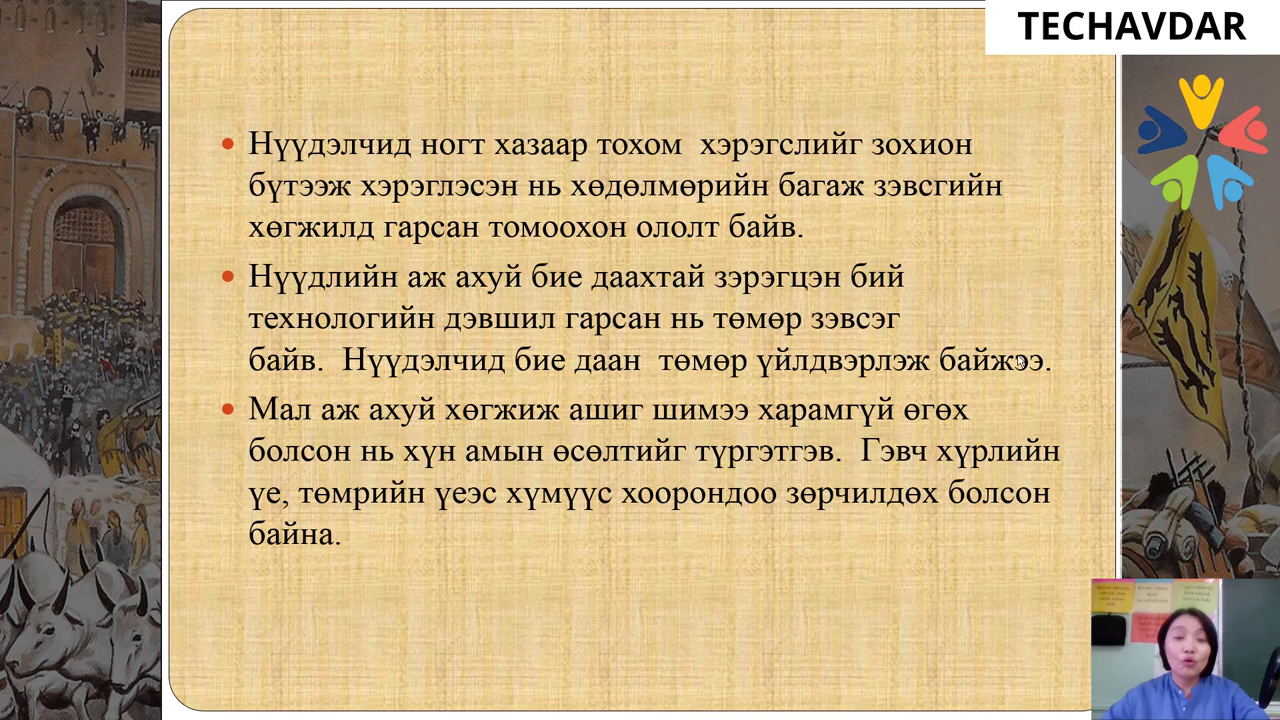 TECHAVDAR
• Нүүдэлчид ногт хазаар тохом хэрэгслийг зохион
бүтээж хэрэглэсэн нь хөдөлмөрийн багаж зэвсгийн
хөгжилд гарсан томоохон ололт байв.
• Нүүдлийн аж ахуй бие даахтай зэрэгцэн бий
технологийн дэвшил гарсан нь төмөр зэвсэг
байв. Нүүдэлчид бие даан төмөр үйлдвэрлэж байжээ.
• Мал аж ахуй хөгжиж ашиг шимээ харамгүй өгөх
болсон нь хүн амын өсөлтийг түргэтгэв. Гэвч хүрлийн
үе, төмрийн үеэс хүмүүс хоорондоо зөрчилдөх болсон
байна.